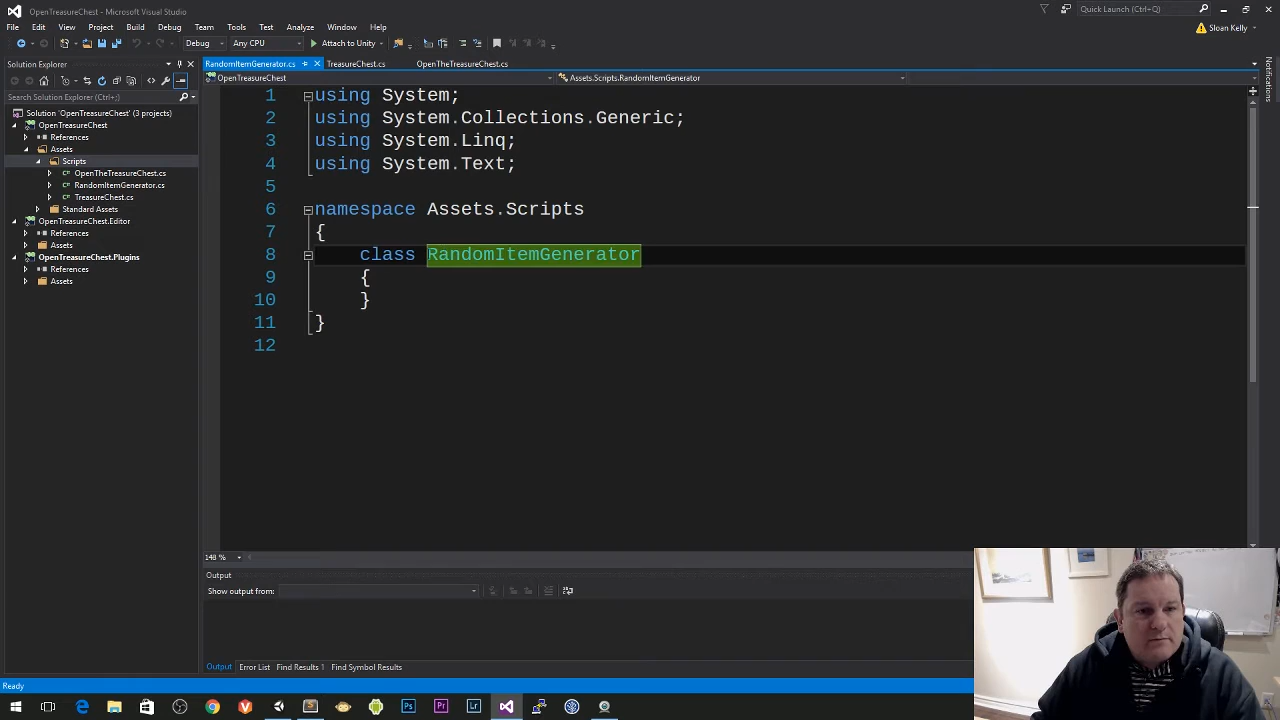 OpenTreasureChest - Microsoft Visual Studio
Quick Launch (Ctrl+Q)
File Edit View Project Build Debug Team Tools Test Analyze Window Help
Sloan Kelly
Debug Any CPU Attach to Unity
Solution Explorer
Search Solution Explorer (Ctrl+;)
Solution 'OpenTreasureChest' (3 projects)
OpenTreasureChest
References
Assets
Scripts
OpenTheTreasureChest.cs
RandomItemGenerator.cs
TreasureChest.cs
Standard Assets
OpenTreasureChest.Editor
References
Assets
OpenTreasureChest.Plugins
References
Assets
RandomItemGenerator.cs TreasureChest.cs OpenTheTreasureChest.cs
OpenTreasureChest Assets.Scripts.RandomItemGenerator
1 using System;
2 using System.Collections.Generic;
3 using System.Linq;
4 using System.Text;
5
6 namespace Assets.Scripts
7 {
8 class RandomItemGenerator
9 {
10 }
11 }
12
148 %
Output
Show output from:
Output Error List Find Results 1 Find Symbol Results
Ready
Notifications